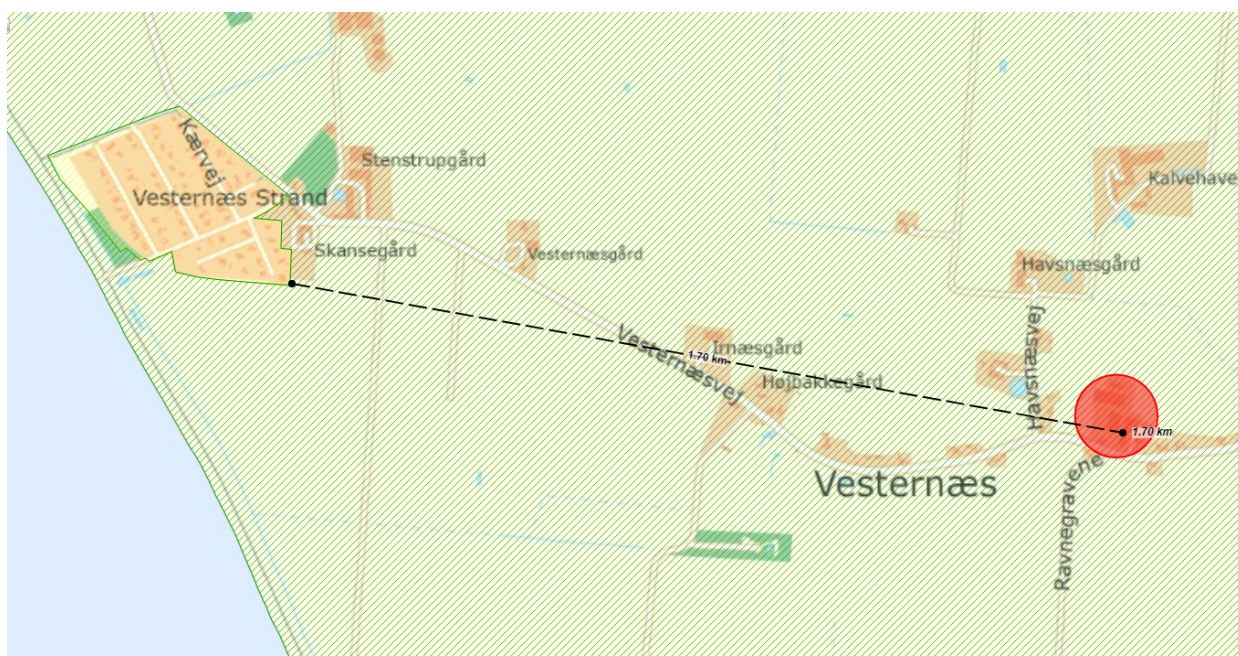 Kærvej
Stenstrupgård
Kalvehave
Vesternæs Strand
Skansegård
Vesternæsgård
Havsnæsgård
Vesternæsvej
Irnæsgård
1.70 km
Højbakkegård
Havsnæsvej
1.70 km
Vesternæs
Ravnegravene